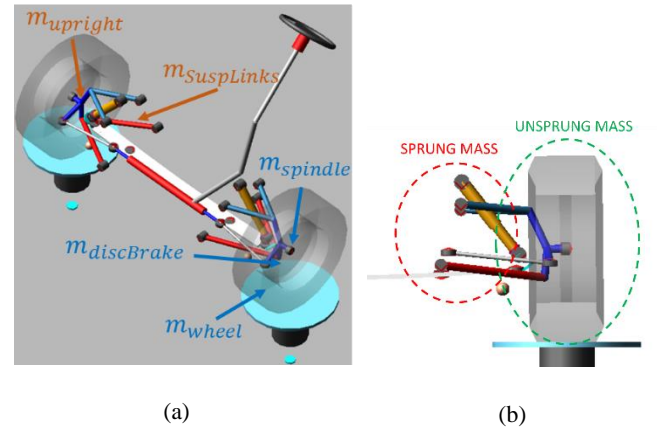 m_upright
m_SuspLinks
m_spindle
m_discBrake
m_wheel
UNSPRUNG MASS
SPRUNG MASS
(a)
(b)